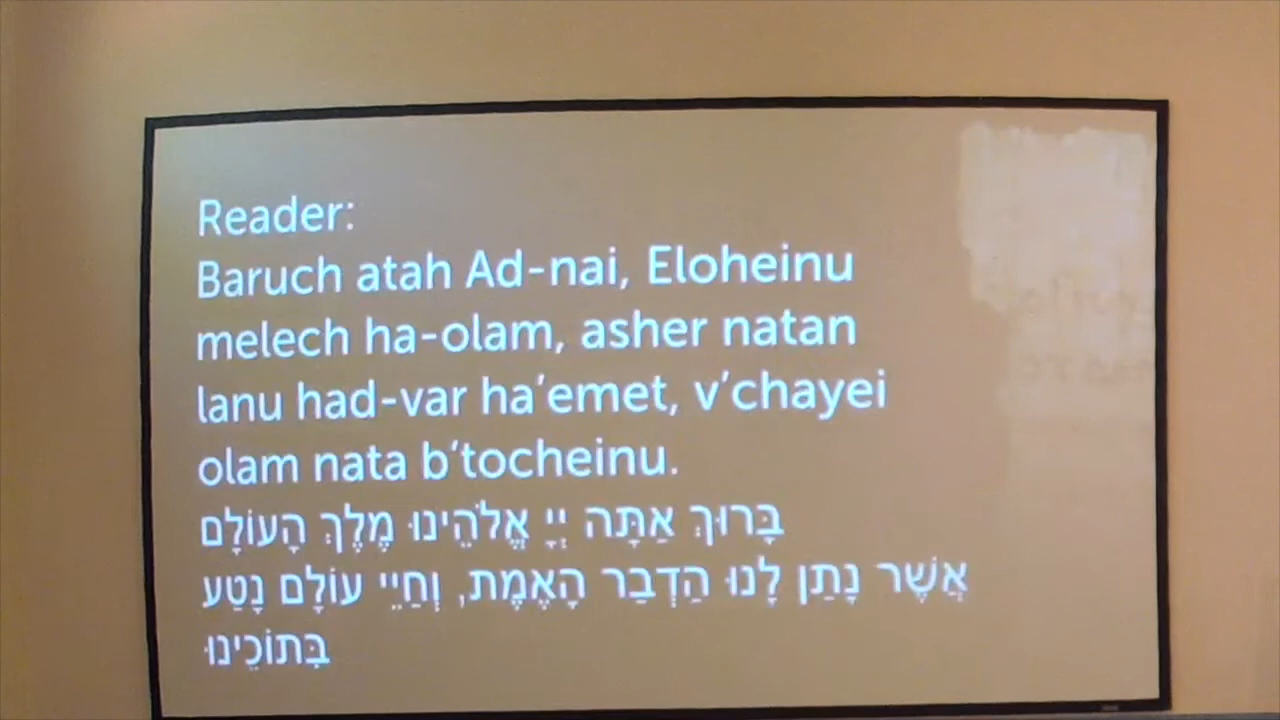 Reader:
Baruch atah Ad-nai, Eloheinu
melech ha-olam, asher natan
lanu had-var ha’emet, v’chayei
olam nata b’tocheinu.
בָּרוּךְ אַתָּה יְיָ אֱלֹהֵינוּ מֶלֶךְ הָעוֹלָם
אֲשֶׁר נָתַן לָנוּ הַדְבַר הָאֶמֶת, וְחַיֵי עוֹלָם נָטַע
בְּתוֹכֵינוּ